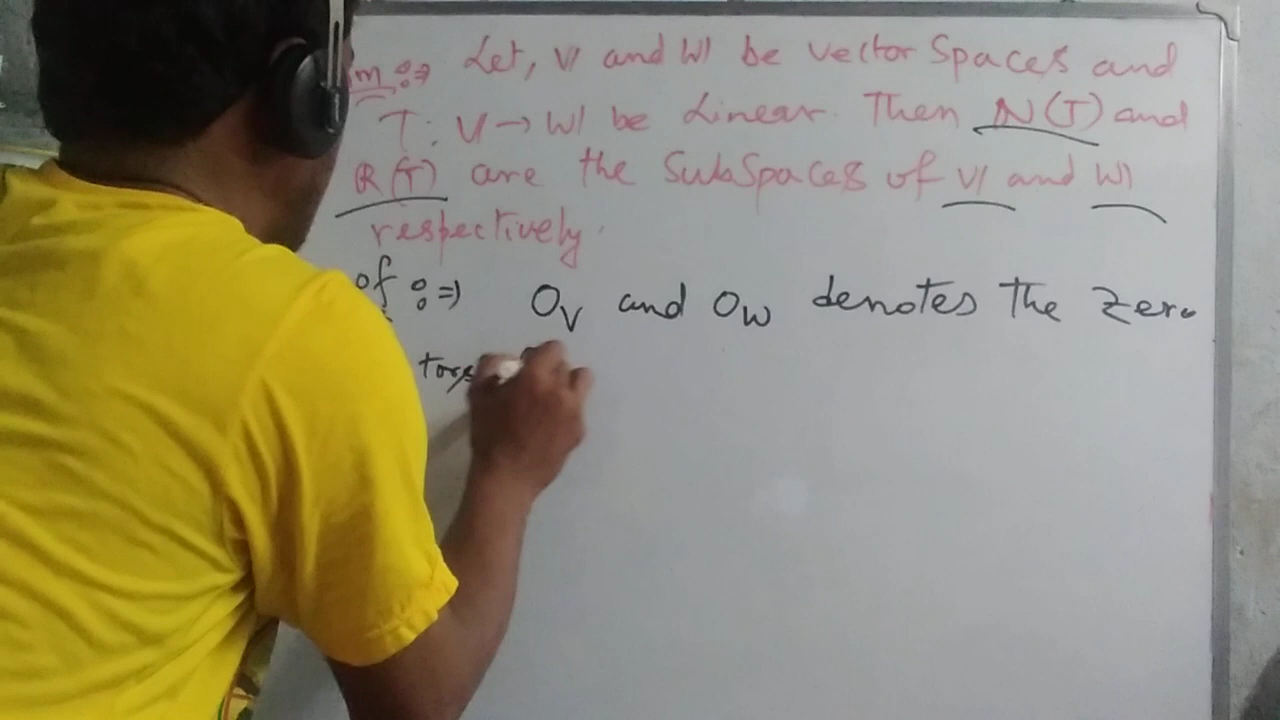 m ::⇒ Let, V and W be vector Spaces and
T: V → W be Linear. Then N(T) and
R(T) are the SubSpaces of V and W
respectively.
of ::⇒ 0V and 0W denotes the Zero
tors